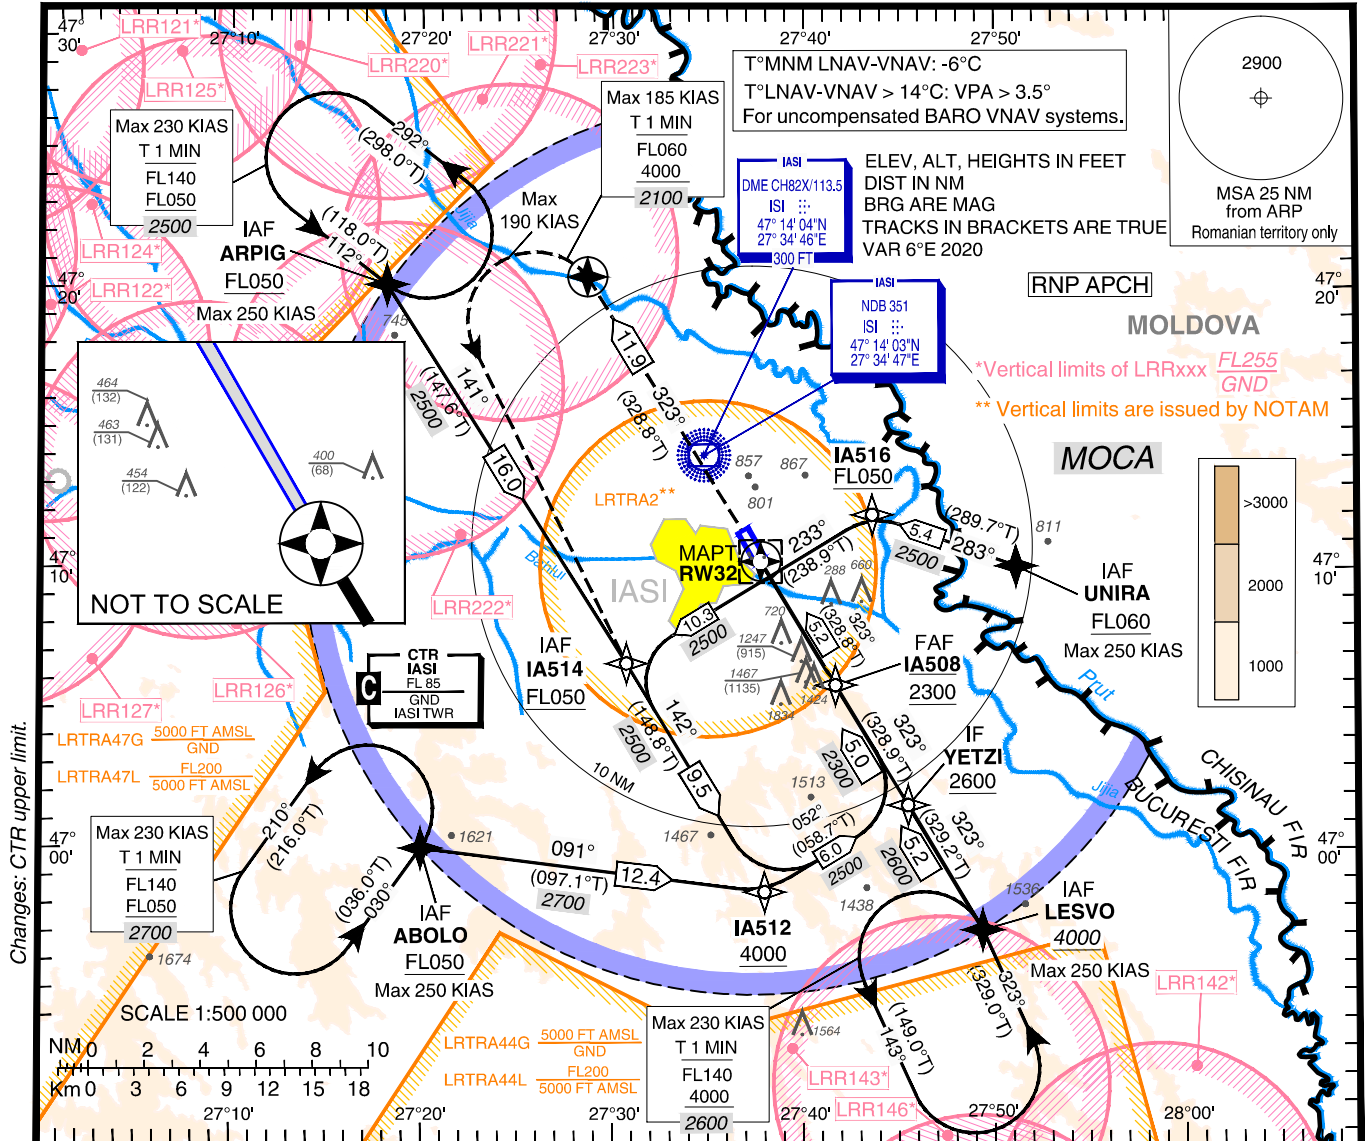 47°
30'
27°10'
27°20'
27°30'
27°40'
27°50'
LRR121*
LRR125*
LRR220*
LRR221*
LRR223*
T°MNM LNAV-VNAV: -6°C
T°LNAV-VNAV > 14°C: VPA > 3.5°
For uncompensated BARO VNAV systems.
2900
MSA 25 NM
from ARP
Romanian territory only
Max 230 KIAS
T 1 MIN
FL140
FL050
2500
292°
(298.0°T)
Max 185 KIAS
T 1 MIN
FL060
4000
2100
Max
190 KIAS
IASI
DME CH82X/113.5
ISI
47° 14' 04"N
27° 34' 46"E
300 FT
ELEV, ALT, HEIGHTS IN FEET
DIST IN NM
BRG ARE MAG
TRACKS IN BRACKETS ARE TRUE
VAR 6°E 2020
LRR124*
LRR122*
IAF
ARPIG
FL050
Max 250 KIAS
(118.0°T)
112°
Jijia
745
IASI
NDB 351
ISI
47° 14' 03"N
27° 34' 47"E
47°
20'
47°
20'
RNP APCH
MOLDOVA
*Vertical limits of LRRxxx FL255
GND
** Vertical limits are issued by NOTAM
MOCA
>3000
2000
1000
11.9
323°
(328.8°T)
141°
(147.6°T)
2500
16.0
464
(132)
463
(131)
454
(122)
400
(68)
NOT TO SCALE
LRTRA2**
857
867
801
IA516
FL050
(289.7°T)
5.4
283°
2500
811
IAF
UNIRA
FL060
Max 250 KIAS
47°
10'
47°
10'
Bahlui
IASI
MAPT
RW32
233°
(238.9°T)
288
660
10.3
2500
720
1247
(915)
1467
(1135)
1424
1834
5.2
(328.8°T)
323°
FAF
IA508
2300
LRR222*
IAF
IA514
FL050
CTR
IASI
FL 85
GND
IASI TWR
C
LRR127*
LRR126*
LRTRA47G 5000 FT AMSL
GND
LRTRA47L FL200
5000 FT AMSL
142°
(148.8°T)
2500
9.5
10 NM
5.0
2300
323°
(328.9°T)
IF
YETZI
2600
Prut
Jijia
CHISINAU FIR
BUCURESTI FIR
1513
1467
052°
(058.7°T)
6.0
2500
1438
5.2
2600
323°
(329.2°T)
1536
IAF
LESVO
4000
Max 250 KIAS
47°
00'
47°
00'
Max 230 KIAS
T 1 MIN
FL140
FL050
2700
1674
210°
(216.0°T)
(036.0°T)
030°
1621
091°
(097.1°T)
12.4
2700
IAF
ABOLO
FL050
Max 250 KIAS
IA512
4000
323°
(329.0°T)
(149.0°T)
143°
LRR142*
LRR143*
LRR146*
1564
Max 230 KIAS
T 1 MIN
FL140
4000
2600
LRTRA44G 5000 FT AMSL
GND
LRTRA44L FL200
5000 FT AMSL
SCALE 1:500 000
NM 0 2 4 6 8 10
Km 0 3 6 9 12 15 18
27°10'
27°20'
27°30'
27°40'
27°50'
28°00'
Changes: CTR upper limit.